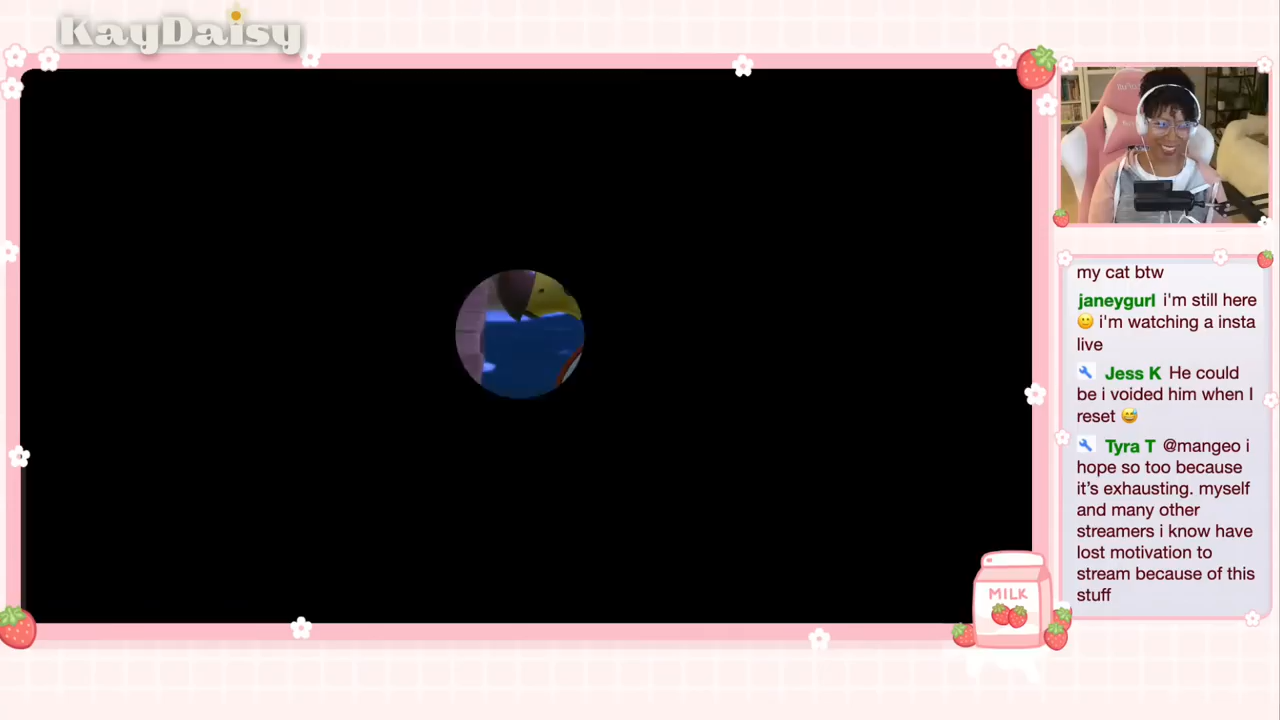 KayDaisy
my cat btw
janeygurl i'm still here
🙂 i'm watching a insta
live
Jess K He could
be i voided him when I
reset 😅
Tyra T @mangeo i
hope so too because
it's exhausting. myself
and many other
streamers i know have
lost motivation to
stream because of this
stuff
MILK